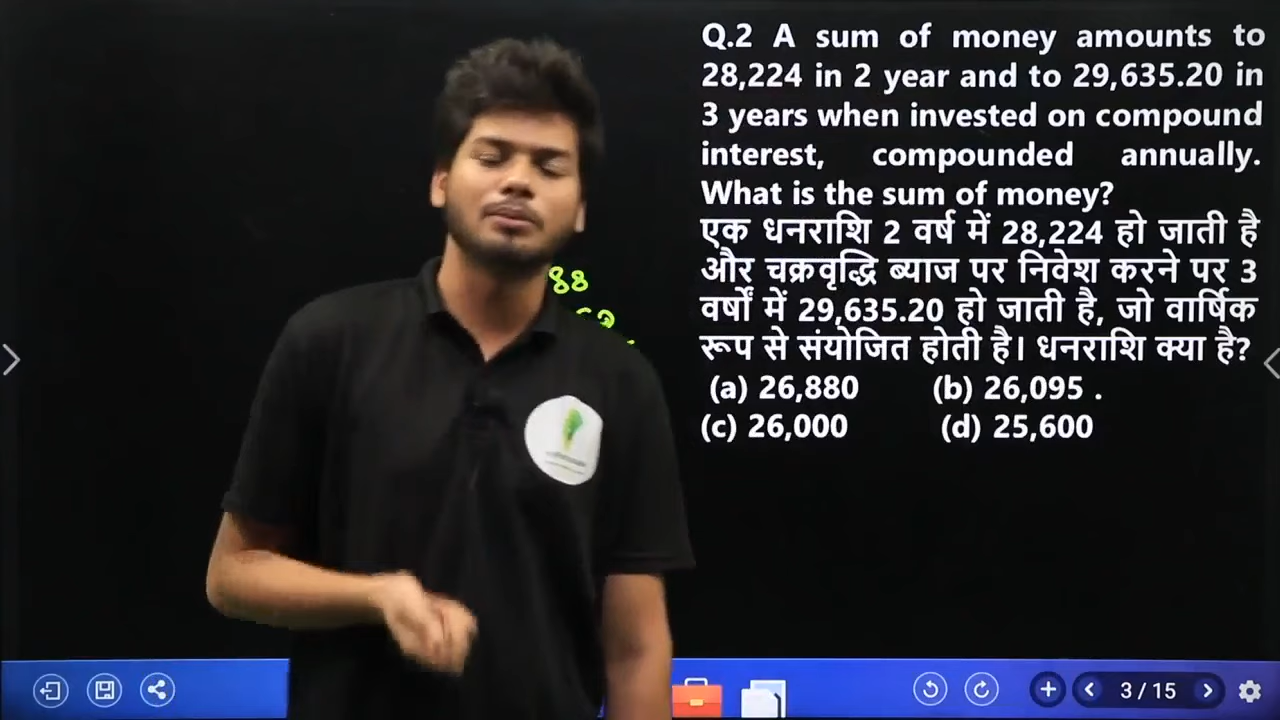 Q.2 A sum of money amounts to
28,224 in 2 year and to 29,635.20 in
3 years when invested on compound
interest, compounded annually.
What is the sum of money?
एक धनराशि 2 वर्ष में 28,224 हो जाती है
और चक्रवृद्धि ब्याज पर निवेश करने पर 3
वर्षों में 29,635.20 हो जाती है, जो वार्षिक
रूप से संयोजित होती है। धनराशि क्या है?
(a) 26,880 (b) 26,095 .
(c) 26,000 (d) 25,600
88
3 / 15